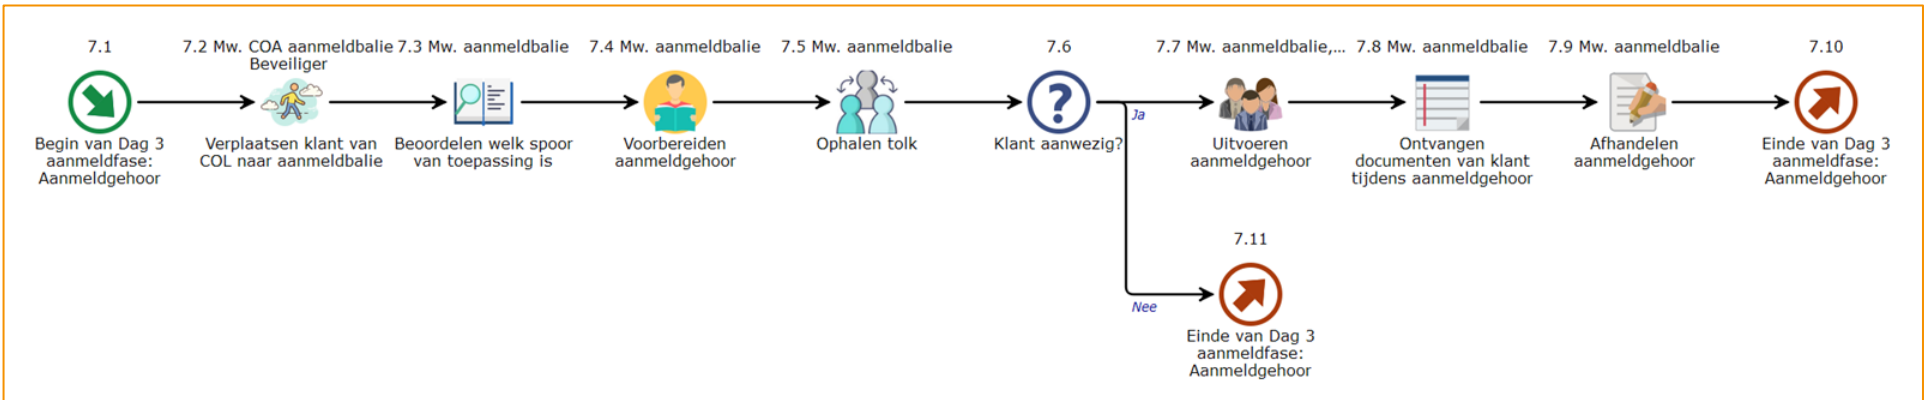 7.1
7.2 Mw. COA aanmeldbalie
Beveiliger
7.3 Mw. aanmeldbalie
7.4 Mw. aanmeldbalie
7.5 Mw. aanmeldbalie
7.6
7.7 Mw. aanmeldbalie,...
7.8 Mw. aanmeldbalie
7.9 Mw. aanmeldbalie
7.10
Begin van Dag 3
aanmeldfase:
Aanmeldgehoor
Verplaatsen klant van
COL naar aanmeldbalie
Beoordelen welk spoor
van toepassing is
Voorbereiden
aanmeldgehoor
Ophalen tolk
?
Klant aanwezig?
Ja
Uitvoeren
aanmeldgehoor
Ontvangen
documenten van klant
tijdens aanmeldgehoor
Afhandelen
aanmeldgehoor
Einde van Dag 3
aanmeldfase:
Aanmeldgehoor
Nee
7.11
Einde van Dag 3
aanmeldfase:
Aanmeldgehoor